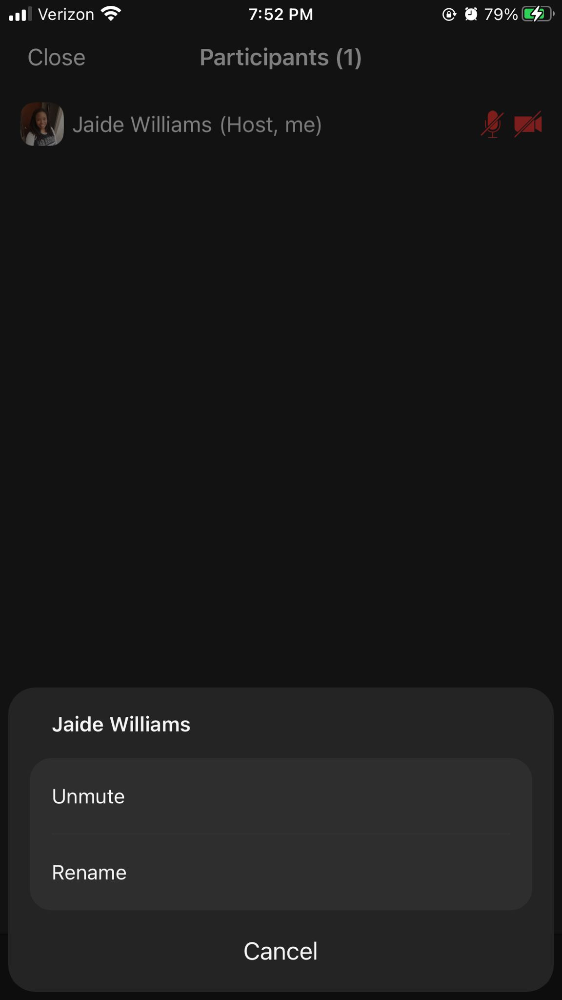 Verizon 7:52 PM 79%
Close Participants (1)
Jaide Williams (Host, me)
Jaide Williams
Unmute
Rename
Cancel